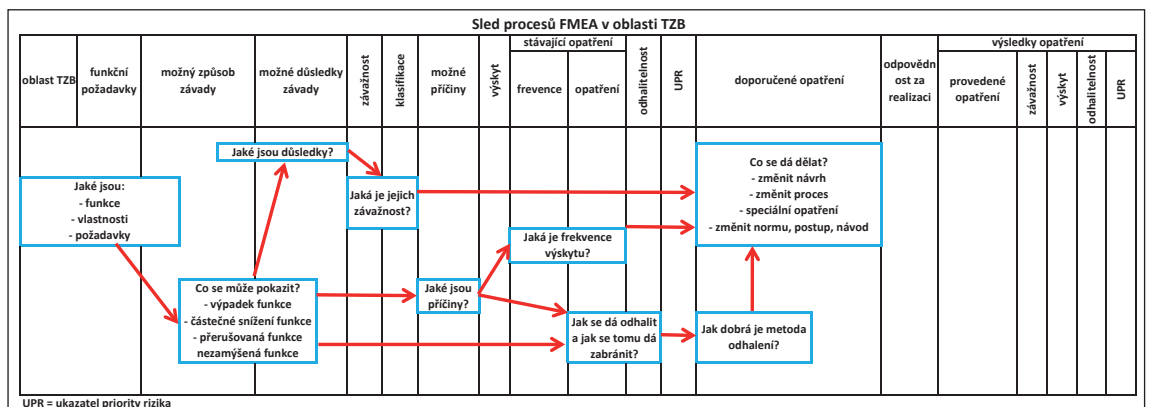 Sled procesů FMEA v oblasti TZB
oblast TZB
funkční
požadavky
možný způsob
závady
možné důsledky
závady
závažnost
klasifikace
možné
příčiny
výskyt
stávající opatření
frevence
opatření
odhalitelnost
UPR
doporučené opatření
odpovědn
ost za
realizaci
výsledky opatření
provedené
opatření
závažnost
výskyt
odhalitelnost
UPR
Jaké jsou:
- funkce
- vlastnosti
- požadavky
Jaké jsou důsledky?
Jaká je jejich
závažnost?
Co se může pokazit?
- výpadek funkce
- částečné snížení funkce
- přerušovaná funkce
nezamýšená funkce
Jaké jsou
příčiny?
Jaká je frekvence
výskytu?
Jak se dá odhalit
a jak se tomu dá
zabránit?
Co se dá dělat?
- změnit návrh
- změnit proces
- speciální opatření
- změnit normu, postup, návod
Jak dobrá je metoda
odhalení?
UPR = ukazatel priority rizika